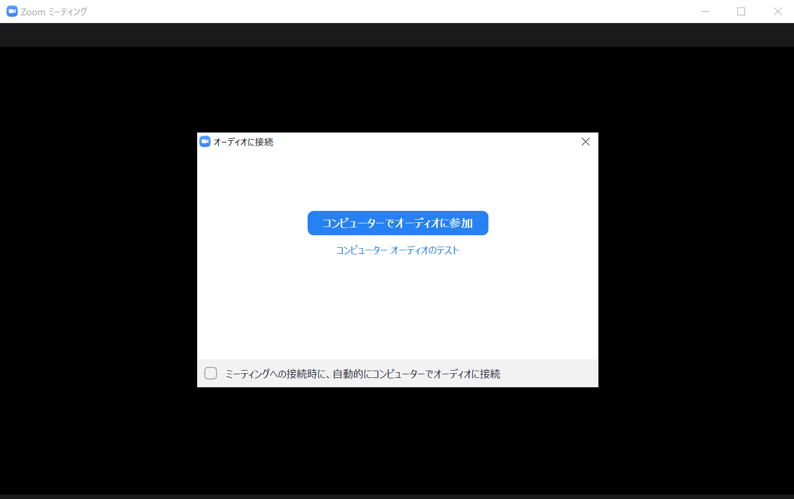 Zoom ミーティング
オーディオに接続
コンピューターでオーディオに参加
コンピューター オーディオのテスト
ミーティングへの接続時に、自動的にコンピューターでオーディオに接続